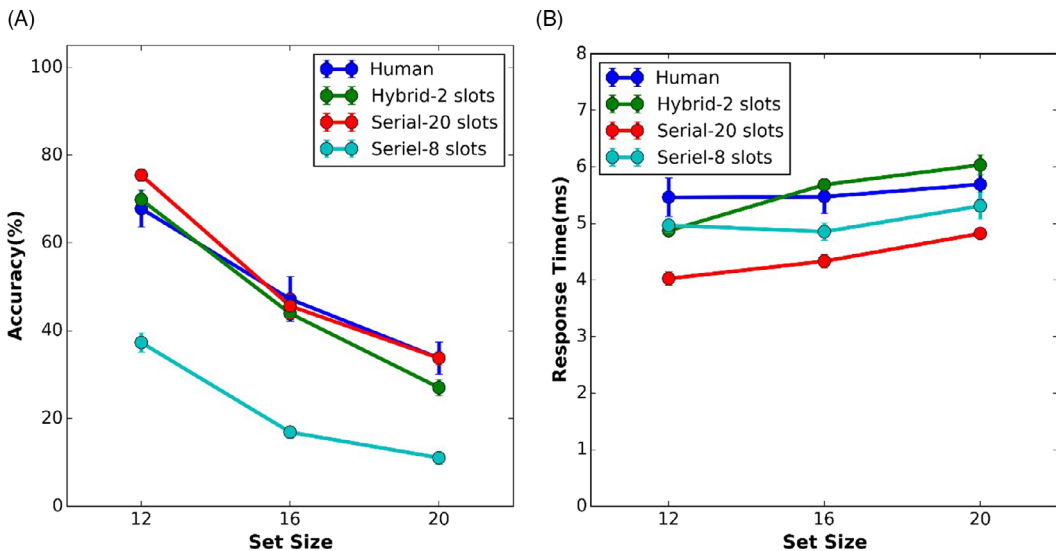 (A)
100
80
60
40
20
0
12
16
20
Accuracy(%)
Set Size
Human
Hybrid-2 slots
Serial-20 slots
Seriel-8 slots
(B)
8
7
6
5
4
3
2
1
0
12
16
20
Response Time(ms)
Set Size
Human
Hybrid-2 slots
Serial-20 slots
Seriel-8 slots